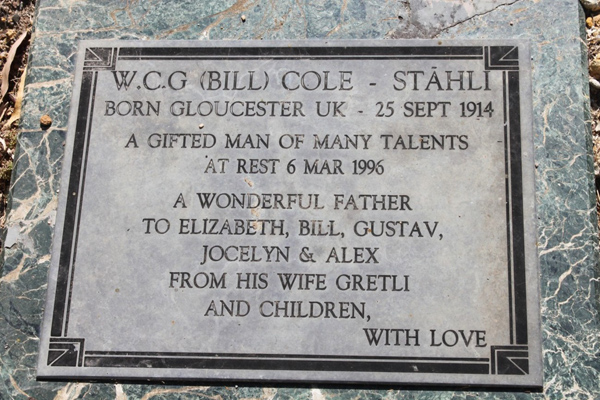 W.C.G (BILL) COLE - STÄHLI
BORN GLOUCESTER UK - 25 SEPT 1914
A GIFTED MAN OF MANY TALENTS
AT REST 6 MAR 1996
A WONDERFUL FATHER
TO ELIZABETH, BILL, GUSTAV,
JOCELYN & ALEX
FROM HIS WIFE GRETLI
AND CHILDREN,
WITH LOVE